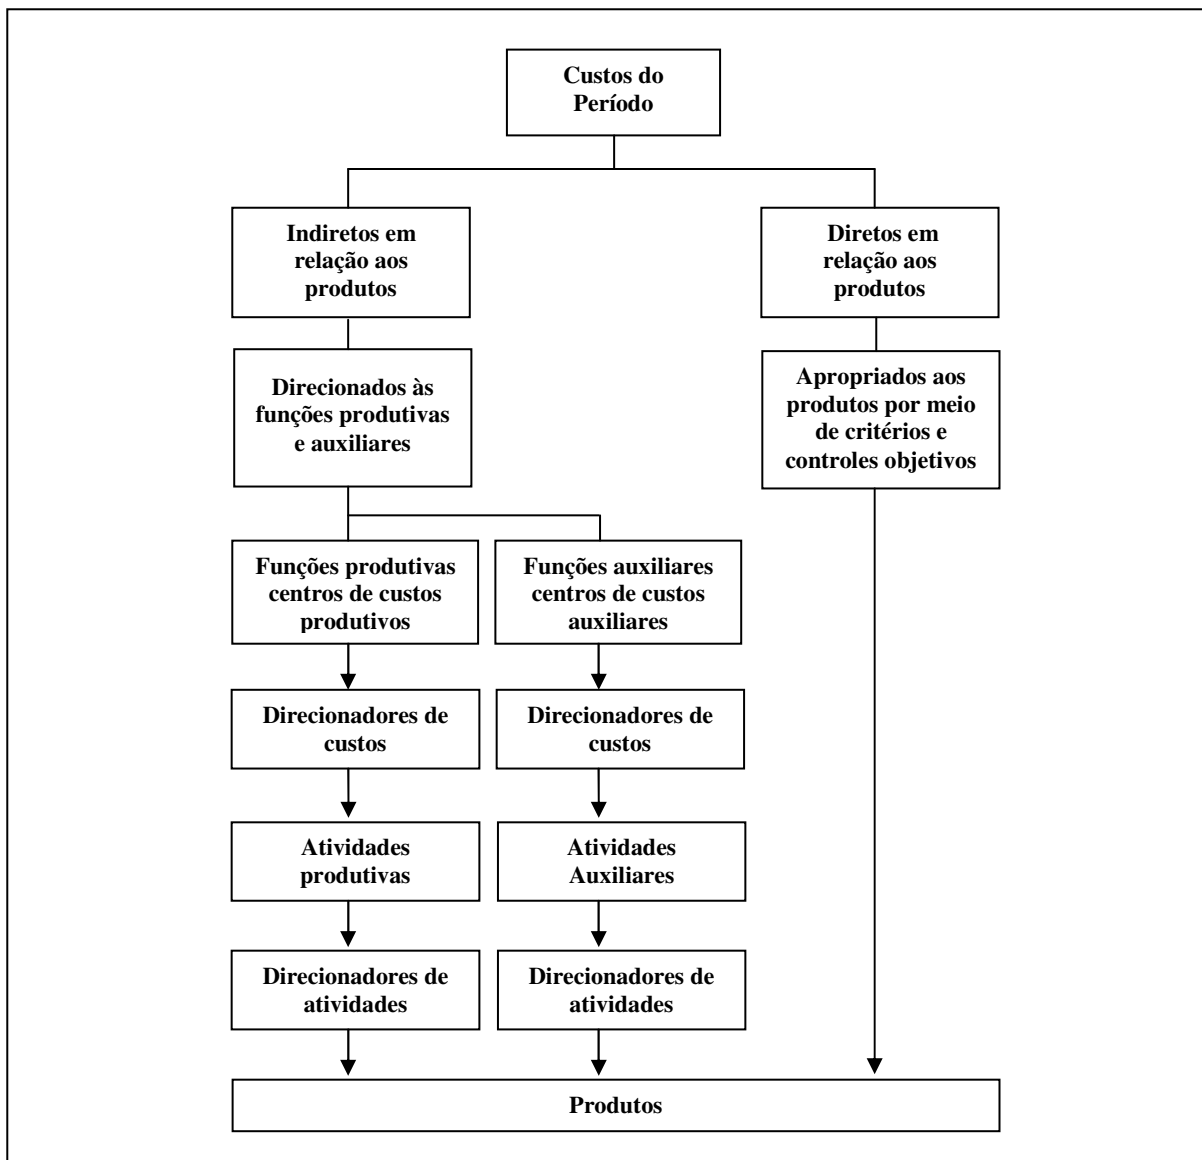 Custos do
Período
Indiretos em
relação aos
produtos
Diretos em
relação aos
produtos
Direcionados às
funções produtivas
e auxiliares
Apropriados aos
produtos por meio
de critérios e
controles objetivos
Funções produtivas
centros de custos
produtivos
Funções auxiliares
centros de custos
auxiliares
Direcionadores de
custos
Direcionadores de
custos
Atividades
produtivas
Atividades
Auxiliares
Direcionadores de
atividades
Direcionadores de
atividades
Produtos